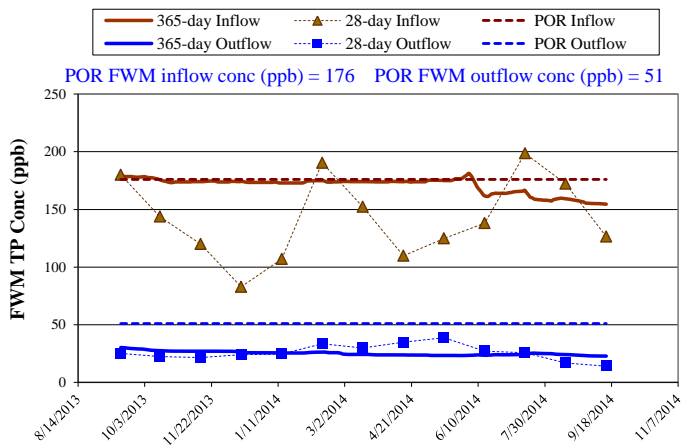 365-day Inflow 28-day Inflow POR Inflow
365-day Outflow 28-day Outflow POR Outflow
POR FWM inflow conc (ppb) = 176 POR FWM outflow conc (ppb) = 51
FWM TP Conc (ppb)
250
200
150
100
50
0
8/14/2013 10/3/2013 11/22/2013 1/11/2014 3/2/2014 4/21/2014 6/10/2014 7/30/2014 9/18/2014 11/7/2014